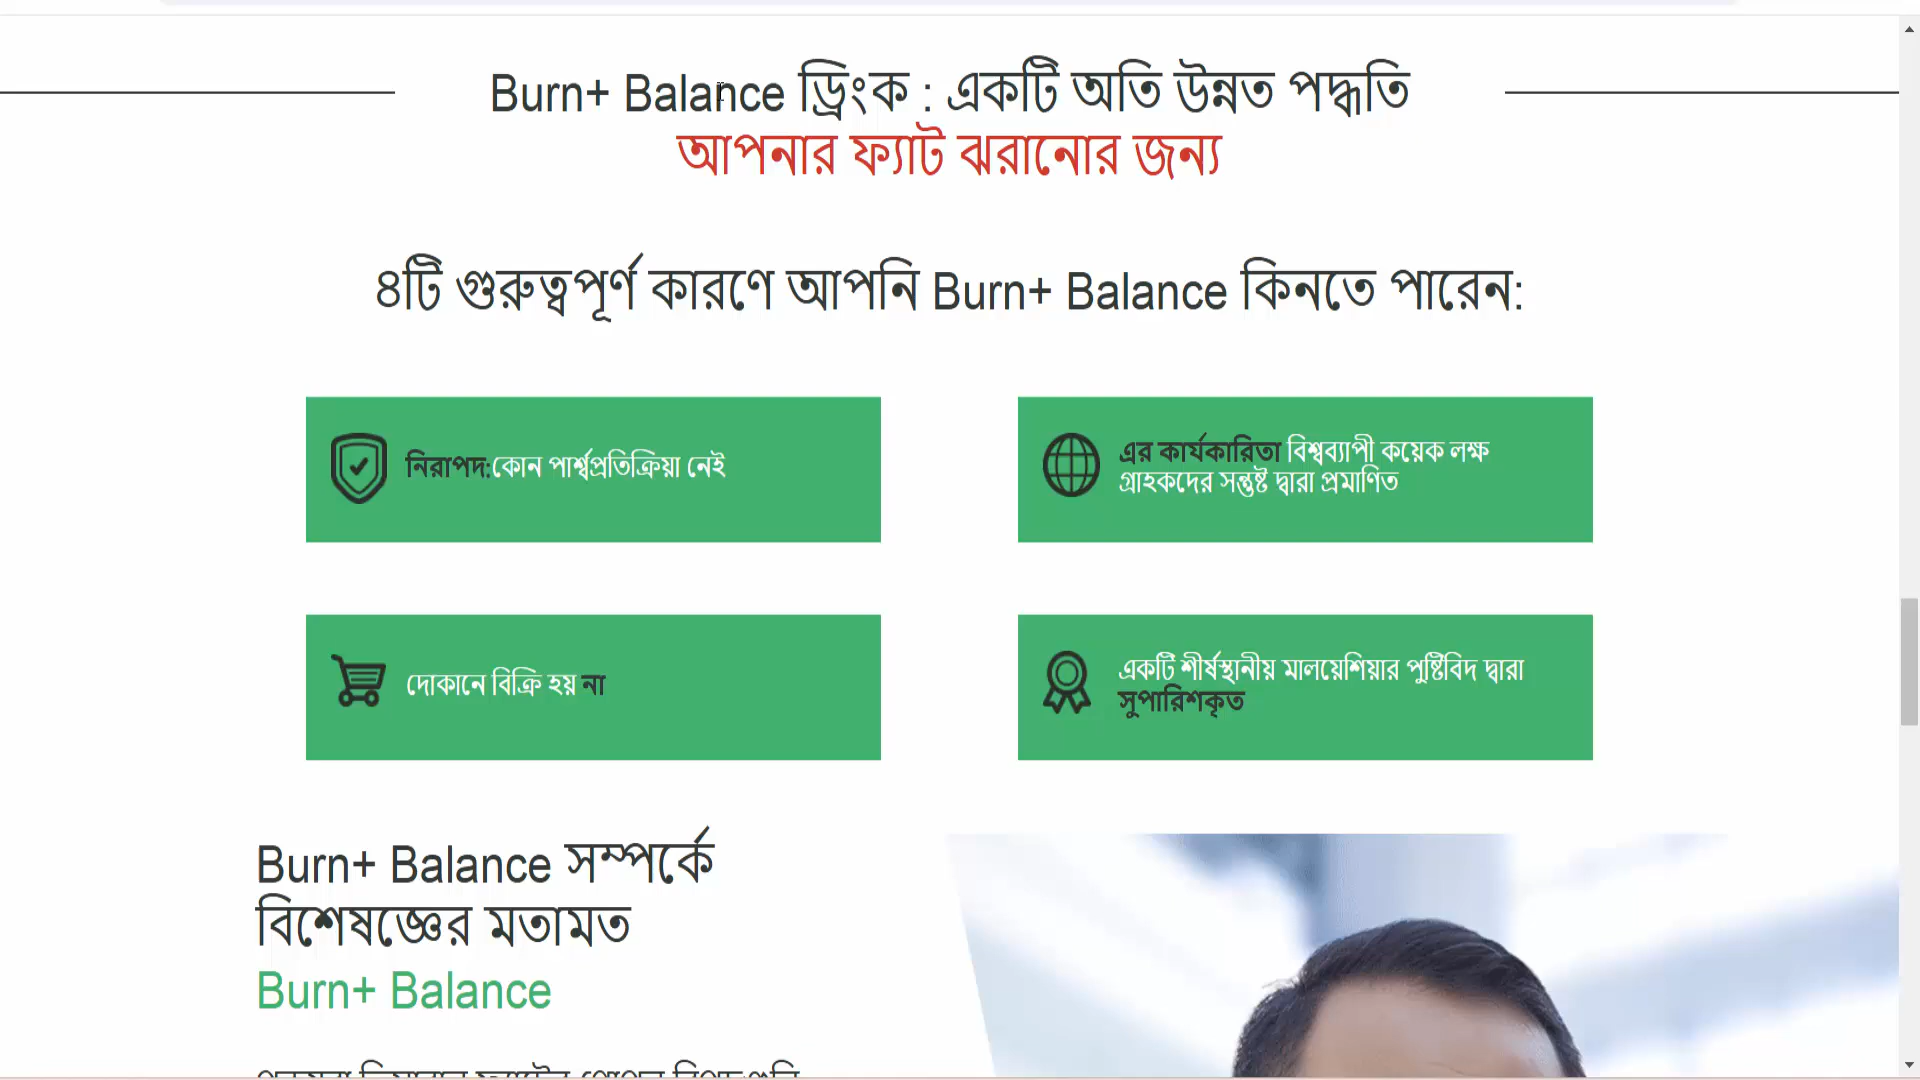 Burn+ Balance ড্রিংক : একটি অতি উন্নত পদ্ধতি
আপনার ফ্যাট ঝরানোর জন্য
৪টি গুরুত্বপূর্ণ কারণে আপনি Burn+ Balance কিনতে পারেন:
নিরাপদ:কোন পার্শ্বপ্রতিক্রিয়া নেই
এর কার্যকারিতা বিশ্বব্যাপী কয়েক লক্ষ
গ্রাহকদের সন্তুষ্ট দ্বারা প্রমাণিত
দোকানে বিক্রি হয় না
একটি শীর্ষস্থানীয় মালয়েশিয়ার পুষ্টিবিদ দ্বারা
সুপারিশকৃত
Burn+ Balance সম্পর্কে
বিশেষজ্ঞের মতামত
Burn+ Balance